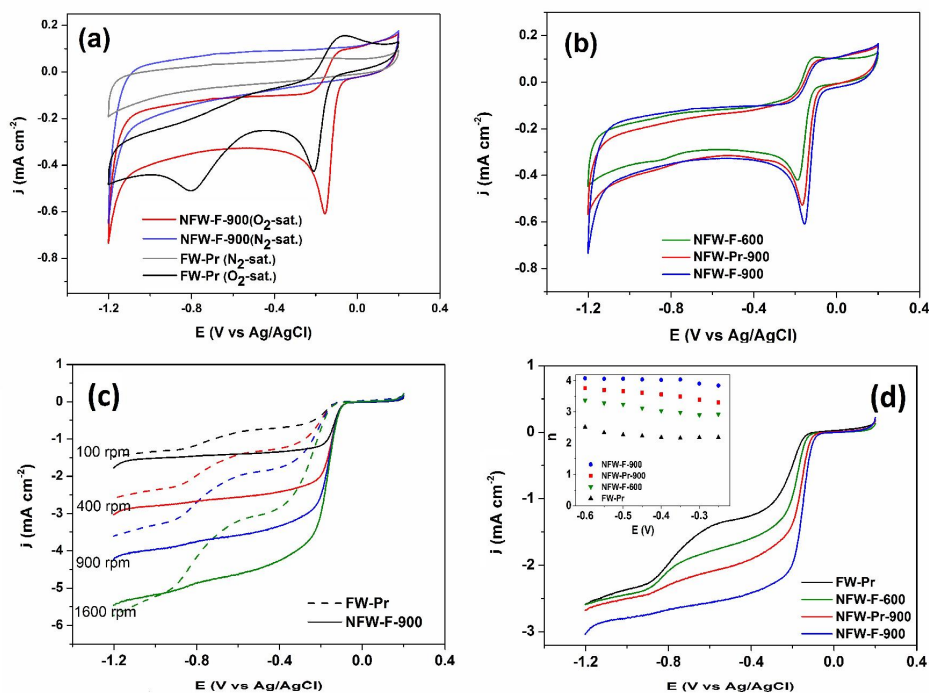 (a)
0.2
0.0
-0.2
-0.4
-0.6
-0.8
j (mA cm⁻²)
NFW-F-900(O₂-sat.)
NFW-F-900(N₂-sat.)
FW-Pr (N₂-sat.)
FW-Pr (O₂-sat.)
-1.2 -0.8 -0.4 0.0
E (V vs Ag/AgCl)
(b)
0.2
0.0
-0.2
-0.4
-0.6
-0.8
j (mA cm⁻²)
NFW-F-600
NFW-Pr-900
NFW-F-900
-1.2 -0.8 -0.4 0.0
E (V vs Ag/AgCl)
(c)
1
0
-1
-2
-3
-4
-5
-6
j (mA cm⁻²)
100 rpm
400 rpm
900 rpm
1600 rpm
FW-Pr
NFW-F-900
-1.2 -0.8 -0.4 0.0 0.4
E (V vs Ag/AgCl)
(d)
1
0
-1
-2
-3
j (mA cm⁻²)
4
3
2
1
0
n
NFW-F-900
NFW-Pr-900
NFW-F-600
FW-Pr
-0.6 -0.5 -0.4 -0.3
E (V)
FW-Pr
NFW-F-600
NFW-Pr-900
NFW-F-900
-1.2 -0.8 -0.4 0.0 0.4
E (V vs Ag/AgCl)